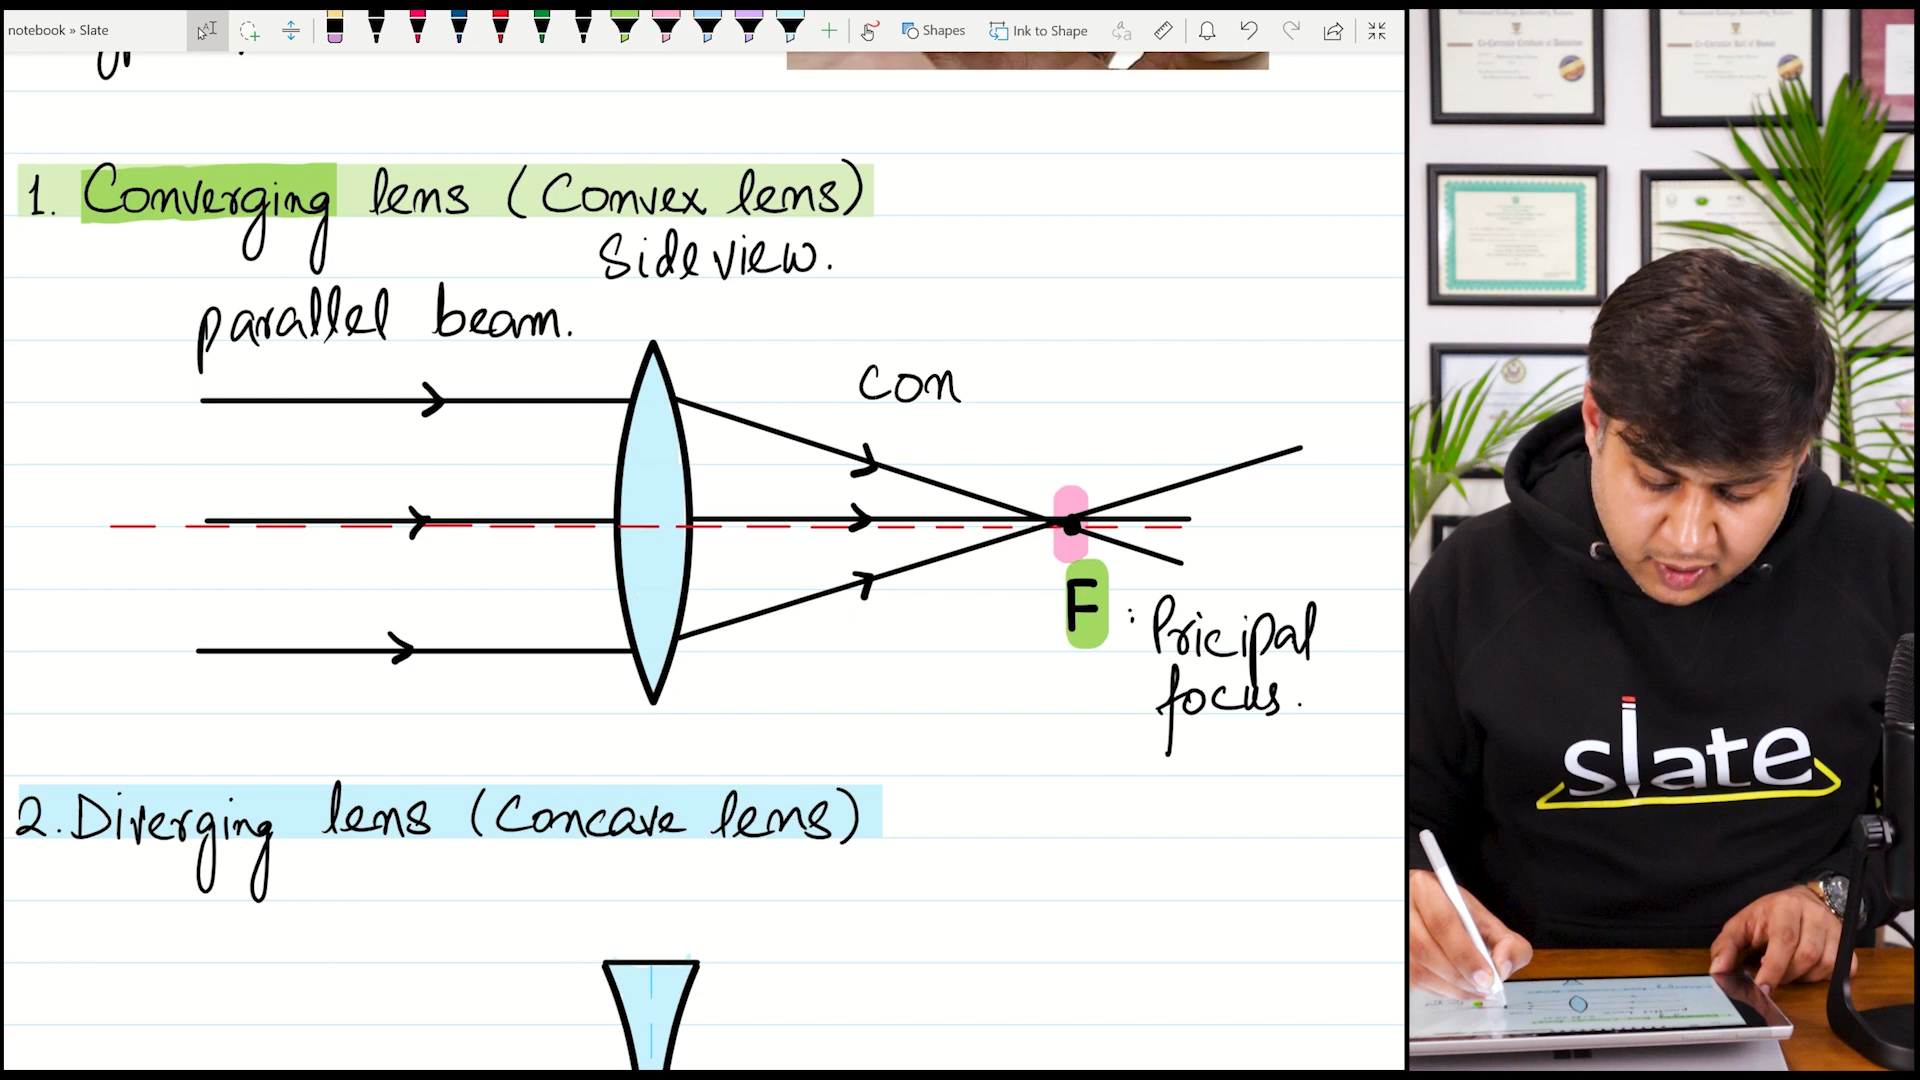 notebook » Slate
Shapes
Ink to Shape
1. Converging lens (Convex lens)
Side view.
parallel beam.
con
F : Pricipal
focus.
2. Diverging lens (Concave lens)
slate